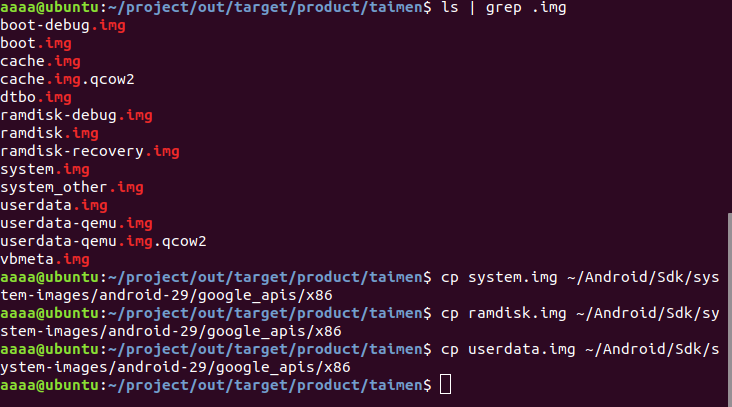 aaaa@ubuntu:~/project/out/target/product/taimen$ ls | grep .img
boot-debug.img
boot.img
cache.img
cache.img.qcow2
dtbo.img
ramdisk-debug.img
ramdisk.img
ramdisk-recovery.img
system.img
system_other.img
userdata.img
userdata-qemu.img
userdata-qemu.img.qcow2
vbmeta.img
aaaa@ubuntu:~/project/out/target/product/taimen$ cp system.img ~/Android/Sdk/sys
tem-images/android-29/google_apis/x86
aaaa@ubuntu:~/project/out/target/product/taimen$ cp ramdisk.img ~/Android/Sdk/sy
stem-images/android-29/google_apis/x86
aaaa@ubuntu:~/project/out/target/product/taimen$ cp userdata.img ~/Android/Sdk/s
ystem-images/android-29/google_apis/x86
aaaa@ubuntu:~/project/out/target/product/taimen$